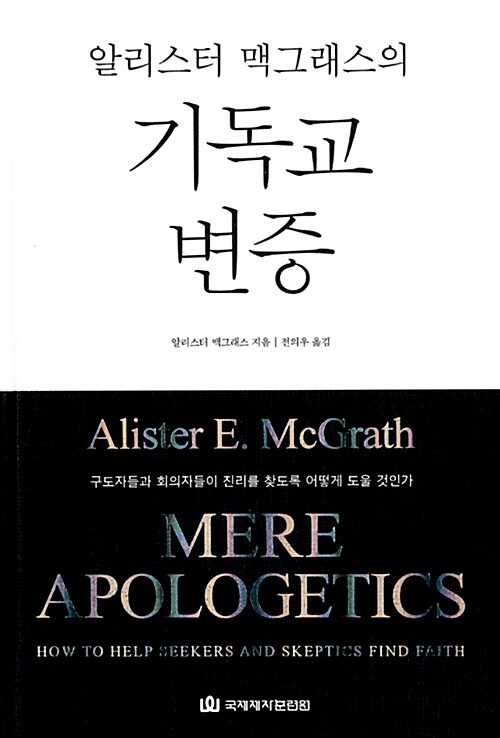 알리스터 맥그래스의
기독교
변증
알리스터 맥그래스 지음 | 전의우 옮김
Alister E. McGrath
구도자들과 회의자들이 진리를 찾도록 어떻게 도울 것인가
MERE
APOLOGETICS
HOW TO HELP SEEKERS AND SKEPTICS FIND FAITH
국제제자훈련원